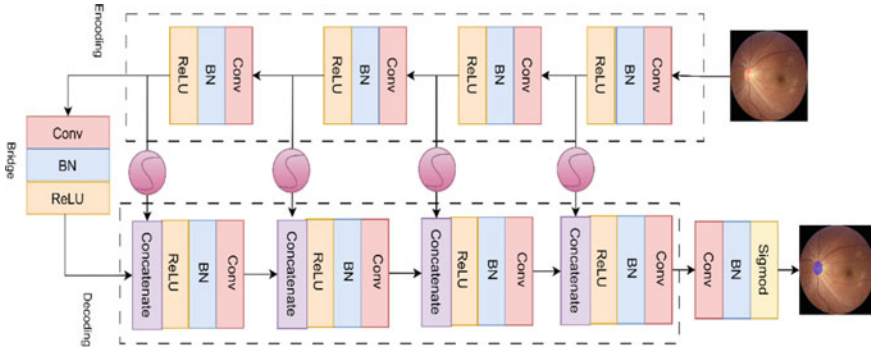 Encoding
ReLU
BN
Conv
ReLU
BN
Conv
ReLU
BN
Conv
ReLU
BN
Conv
Bridge
Conv
BN
ReLU
Decoding
Concatenate
ReLU
BN
Conv
Concatenate
ReLU
BN
Conv
Concatenate
ReLU
BN
Conv
Concatenate
ReLU
BN
Conv
Conv
BN
Sigmod